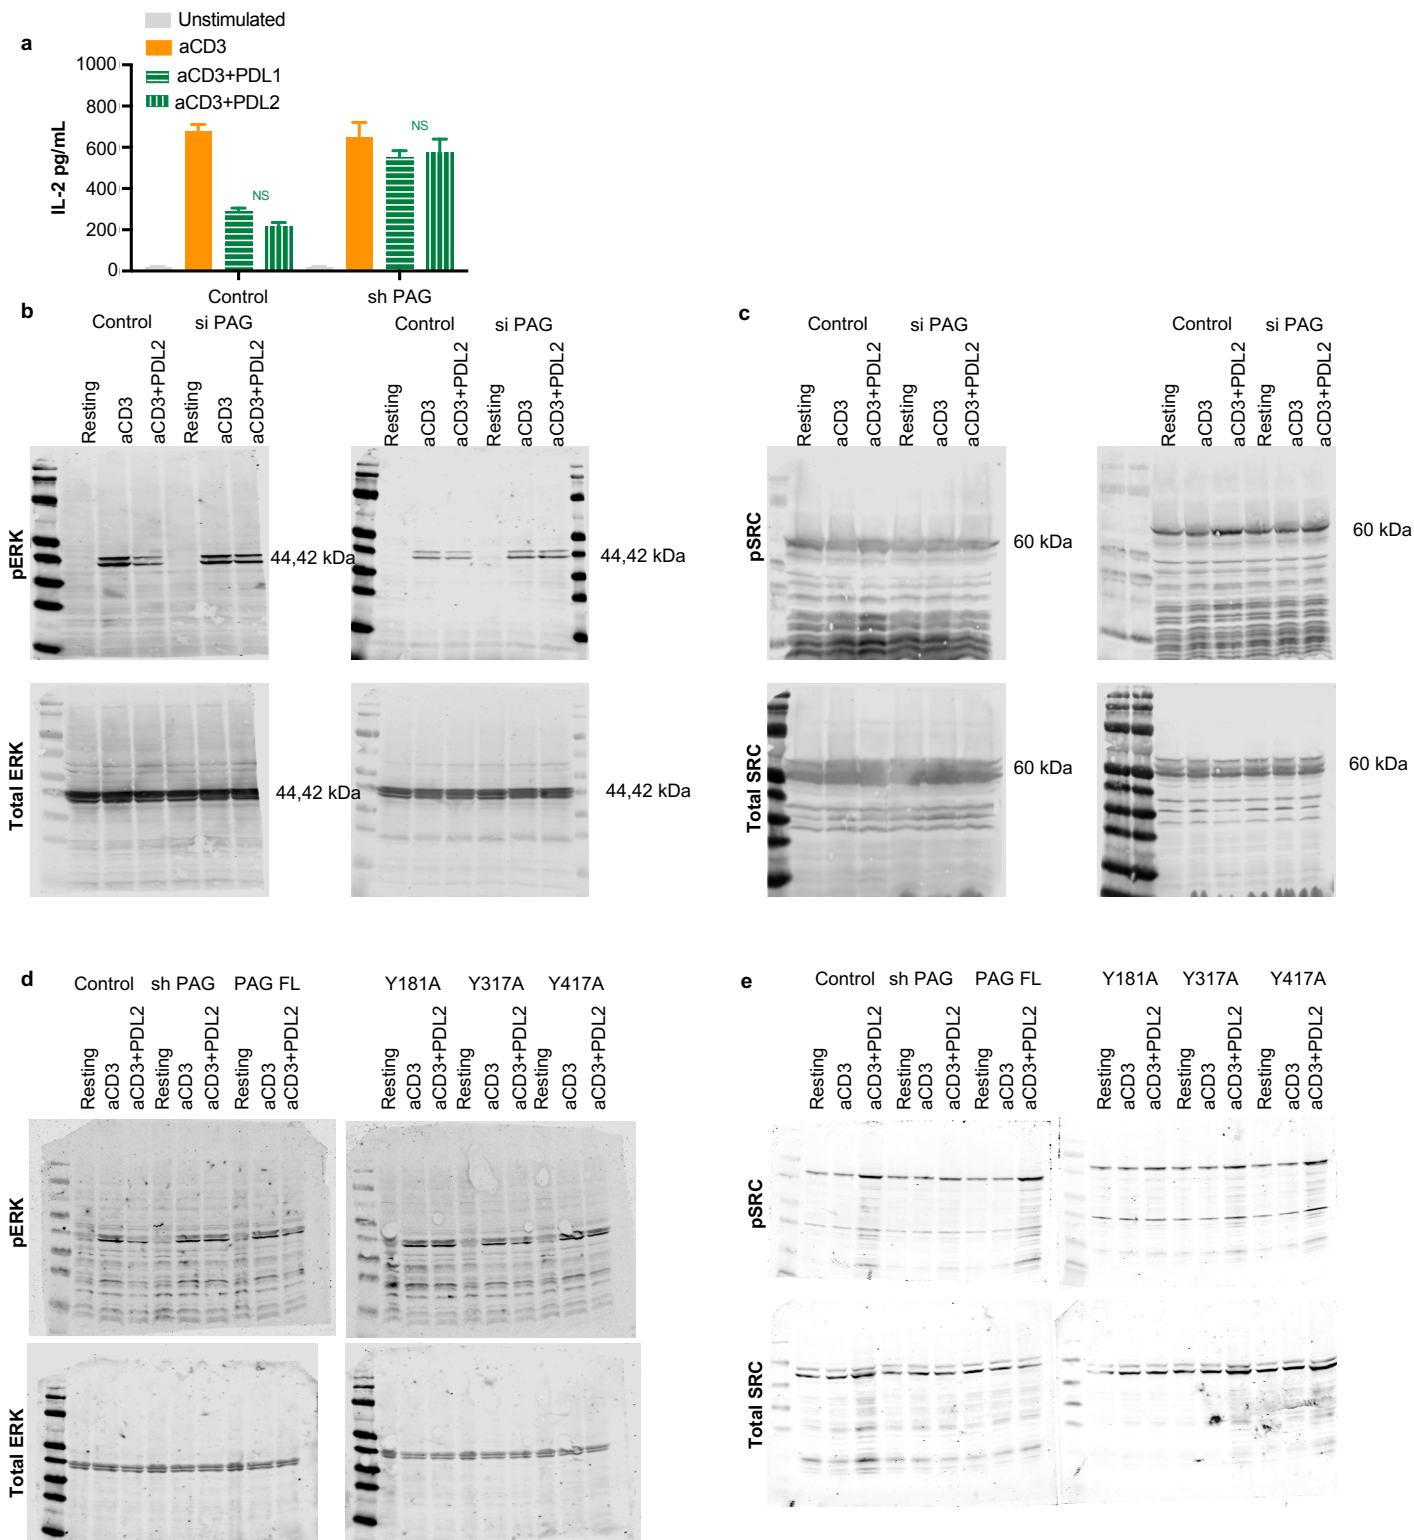 Unstimulated
a
aCD3
aCD3+PDL1
aCD3+PDL2
IL-2 pg/mL
1000
800
600
400
200
0
NS
NS
Control
sh PAG
b
Control
si PAG
Control
si PAG
Resting
aCD3
aCD3+PDL2
Resting
aCD3
aCD3+PDL2
Resting
aCD3
aCD3+PDL2
Resting
aCD3
aCD3+PDL2
pERK
44,42 kDa
44,42 kDa
Total ERK
44,42 kDa
44,42 kDa
c
Control
si PAG
Control
si PAG
Resting
aCD3
aCD3+PDL2
Resting
aCD3
aCD3+PDL2
Resting
aCD3
aCD3+PDL2
Resting
aCD3
aCD3+PDL2
pSRC
60 kDa
60 kDa
Total SRC
60 kDa
60 kDa
d
Control
sh PAG
PAG FL
Y181A
Y317A
Y417A
Resting
aCD3
aCD3+PDL2
Resting
aCD3
aCD3+PDL2
Resting
aCD3
aCD3+PDL2
Resting
aCD3
aCD3+PDL2
Resting
aCD3
aCD3+PDL2
Resting
aCD3
aCD3+PDL2
pERK
Total ERK
e
Control
sh PAG
PAG FL
Y181A
Y317A
Y417A
Resting
aCD3
aCD3+PDL2
Resting
aCD3
aCD3+PDL2
Resting
aCD3
aCD3+PDL2
Resting
aCD3
aCD3+PDL2
Resting
aCD3
aCD3+PDL2
Resting
aCD3
aCD3+PDL2
pSRC
Total SRC